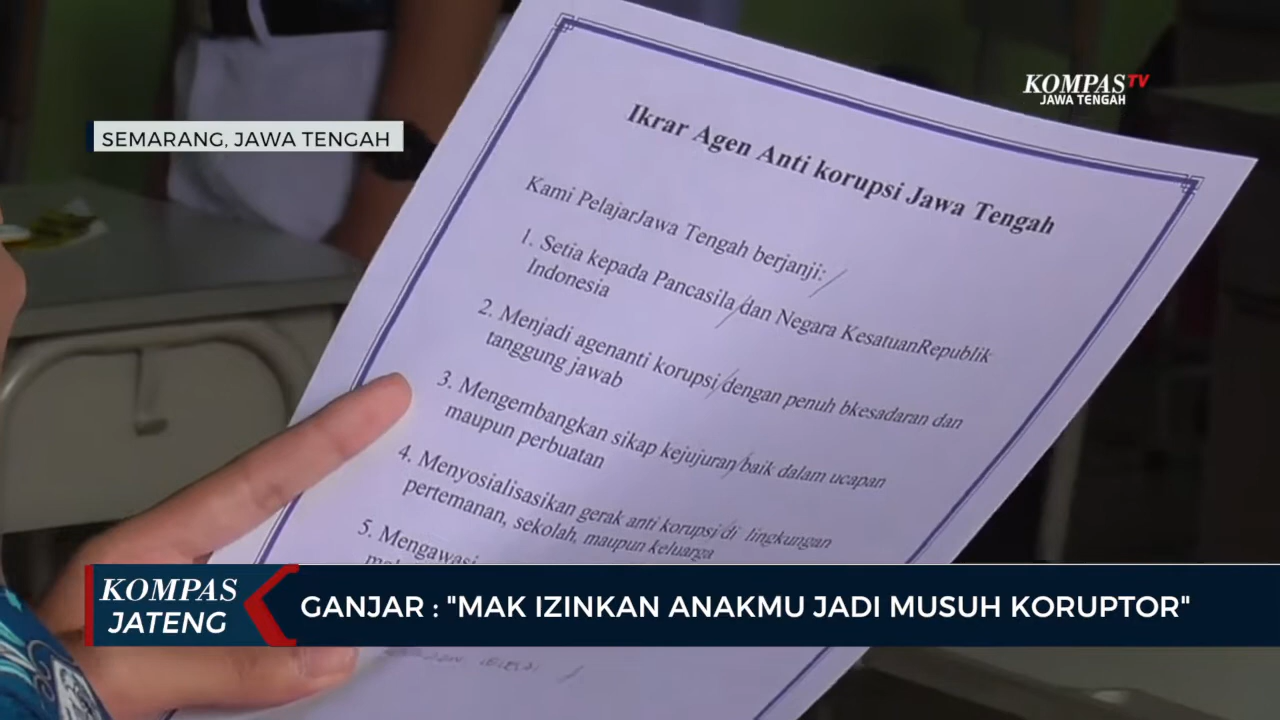 KOMPAS TV
JAWA TENGAH
SEMARANG, JAWA TENGAH
Ikrar Agen Anti korupsi Jawa Tengah
Kami PelajarJawa Tengah berjanji:
1. Setia kepada Pancasila dan Negara KesatuanRepublik
Indonesia
2. Menjadi agenanti korupsi dengan penuh bkesadaran dan
tanggung jawab
3. Mengembangkan sikap kejujuran baik dalam ucapan
maupun perbuatan
4. Menyosialisasikan gerak anti korupsi di lingkungan
pertemanan, sekolah, maupun keluarga
5. Mengawasi
KOMPAS
JATENG
GANJAR : "MAK IZINKAN ANAKMU JADI MUSUH KORUPTOR"